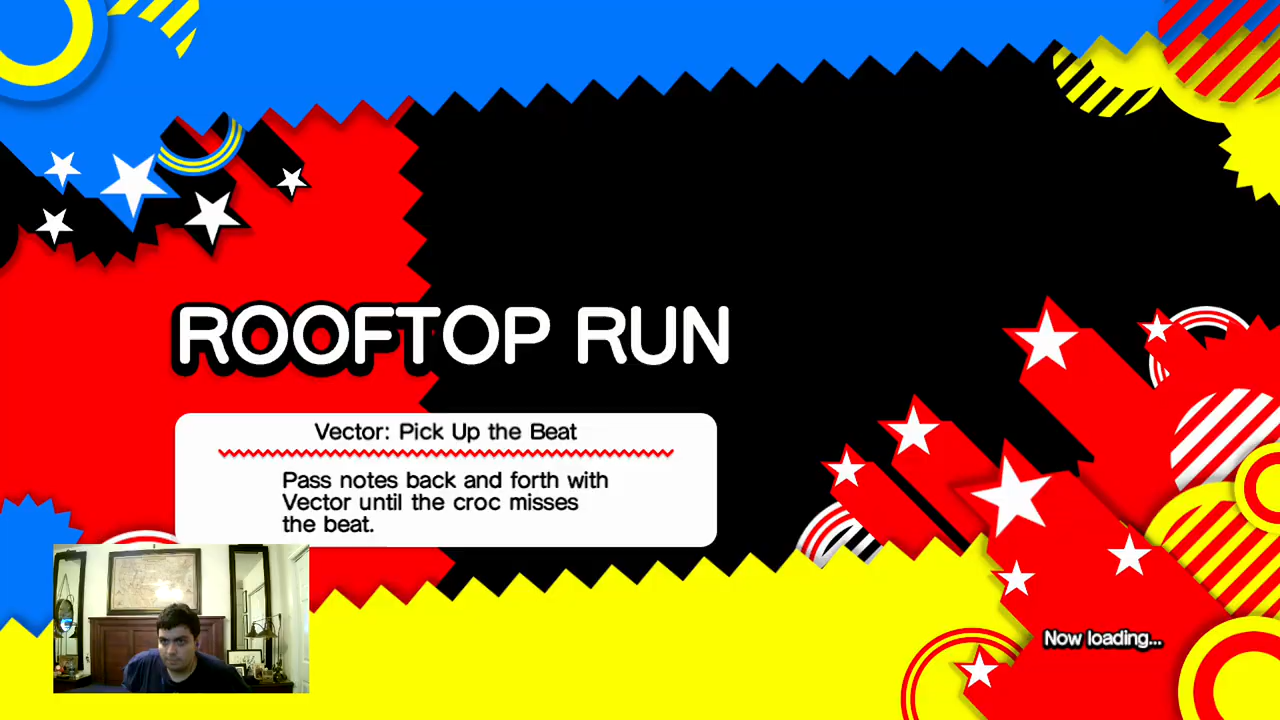 ROOFTOP RUN
Vector: Pick Up the Beat
Pass notes back and forth with
Vector until the croc misses
the beat.
Now loading...